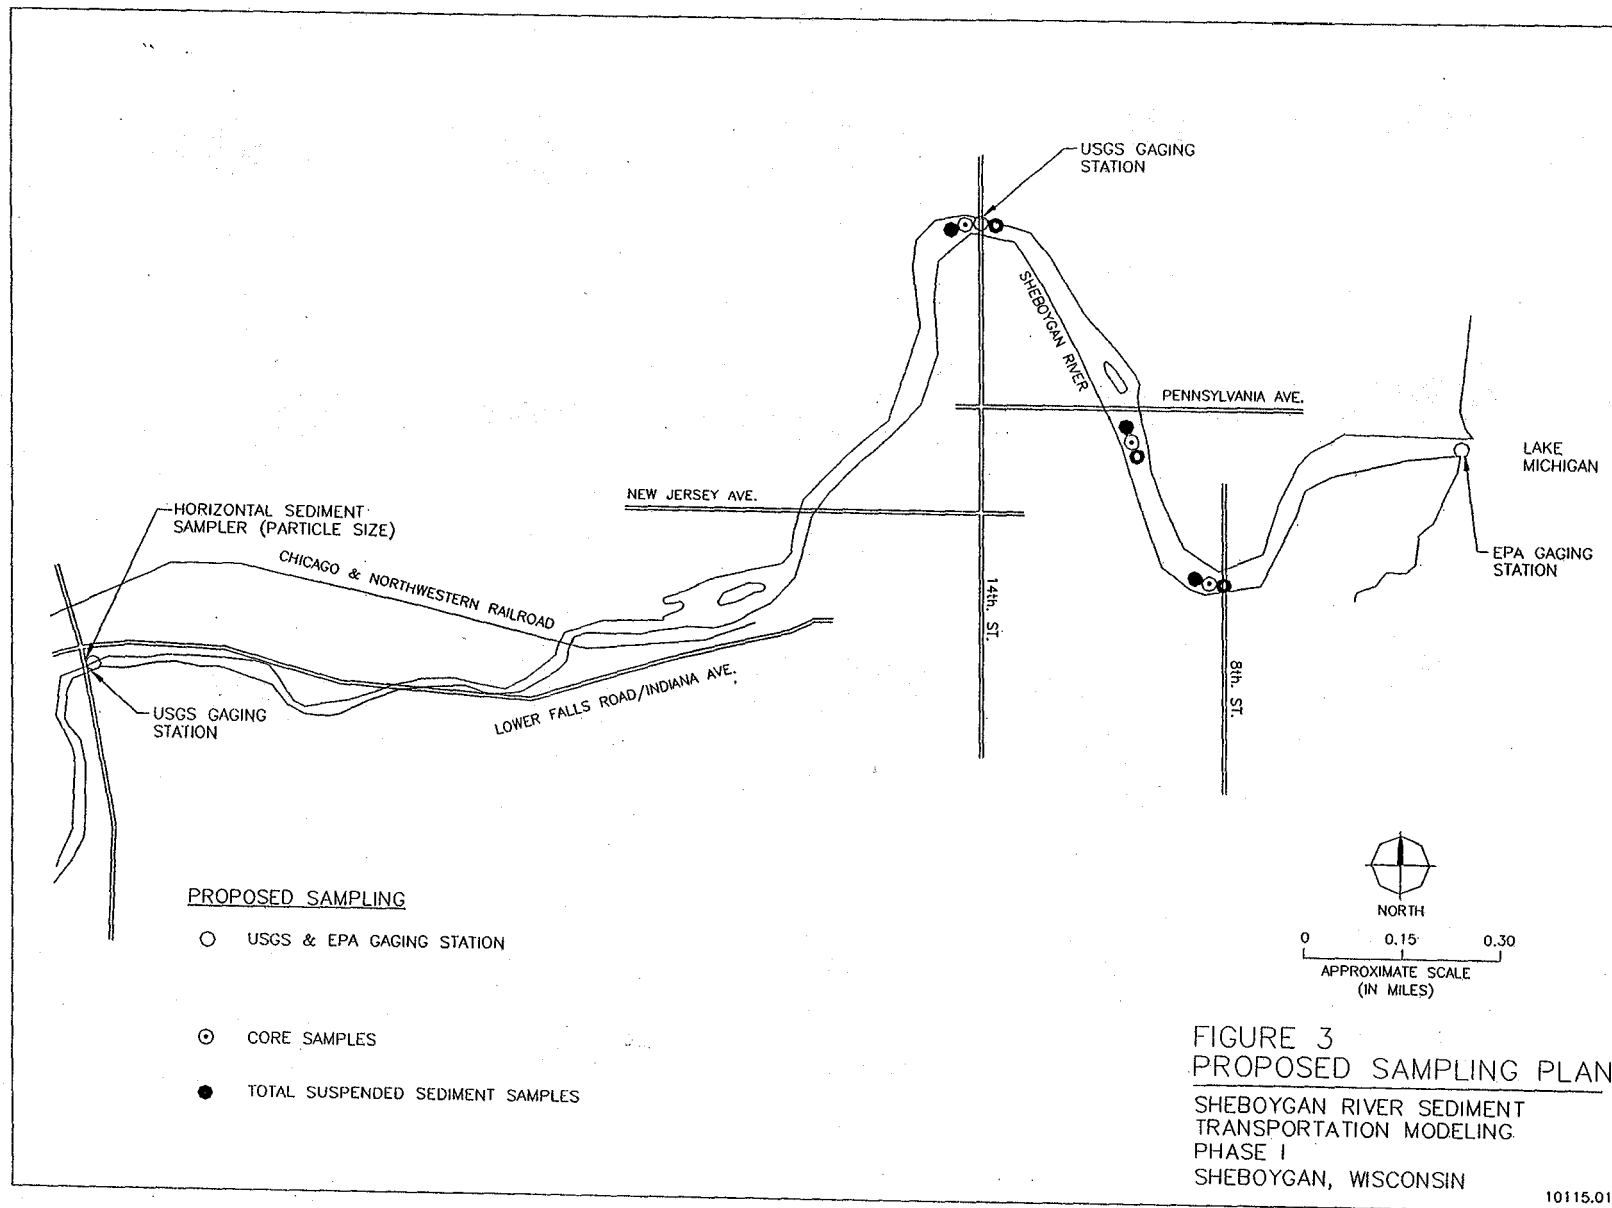 USGS GAGING
STATION
SHEBOYGAN RIVER
PENNSYLVANIA AVE.
LAKE
MICHIGAN
NEW JERSEY AVE.
HORIZONTAL SEDIMENT
SAMPLER (PARTICLE SIZE)
CHICAGO & NORTHWESTERN RAILROAD
EPA GAGING
STATION
14th. ST.
8th. ST.
LOWER FALLS ROAD/INDIANA AVE.
USGS GAGING
STATION
PROPOSED SAMPLING
USGS & EPA GAGING STATION
CORE SAMPLES
TOTAL SUSPENDED SEDIMENT SAMPLES
NORTH
0 0.15 0.30
APPROXIMATE SCALE
(IN MILES)
FIGURE 3
PROPOSED SAMPLING PLAN
SHEBOYGAN RIVER SEDIMENT
TRANSPORTATION MODELING
PHASE I
SHEBOYGAN, WISCONSIN
10115.01